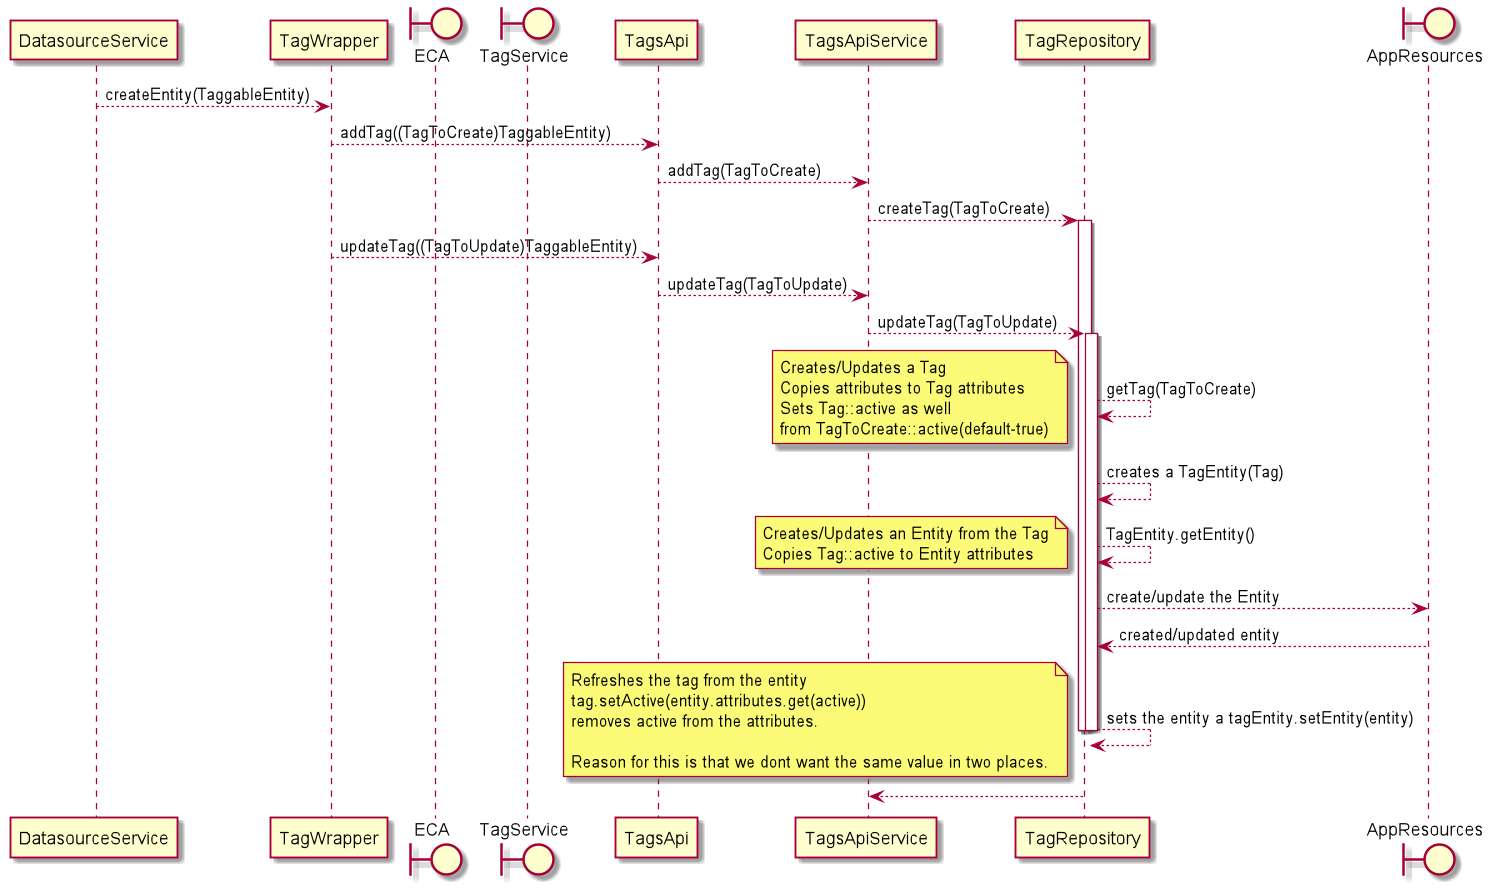 DatasourceService
TagWrapper
ECA
TagService
TagsApi
TagsApiService
TagRepository
AppResources
createEntity(TaggableEntity)
addTag((TagToCreate)TaggableEntity)
addTag(TagToCreate)
createTag(TagToCreate)
updateTag((TagToUpdate)TaggableEntity)
updateTag(TagToUpdate)
updateTag(TagToUpdate)
Creates/Updates a Tag
Copies attributes to Tag attributes
Sets Tag::active as well
from TagToCreate::active(default-true)
getTag(TagToCreate)
creates a TagEntity(Tag)
Creates/Updates an Entity from the Tag
Copies Tag::active to Entity attributes
TagEntity.getEntity()
create/update the Entity
created/updated entity
Refreshes the tag from the entity
tag.setActive(entity.attributes.get(active))
removes active from the attributes.
Reason for this is that we dont want the same value in two places.
sets the entity a tagEntity.setEntity(entity)
DatasourceService
TagWrapper
ECA
TagService
TagsApi
TagsApiService
TagRepository
AppResources